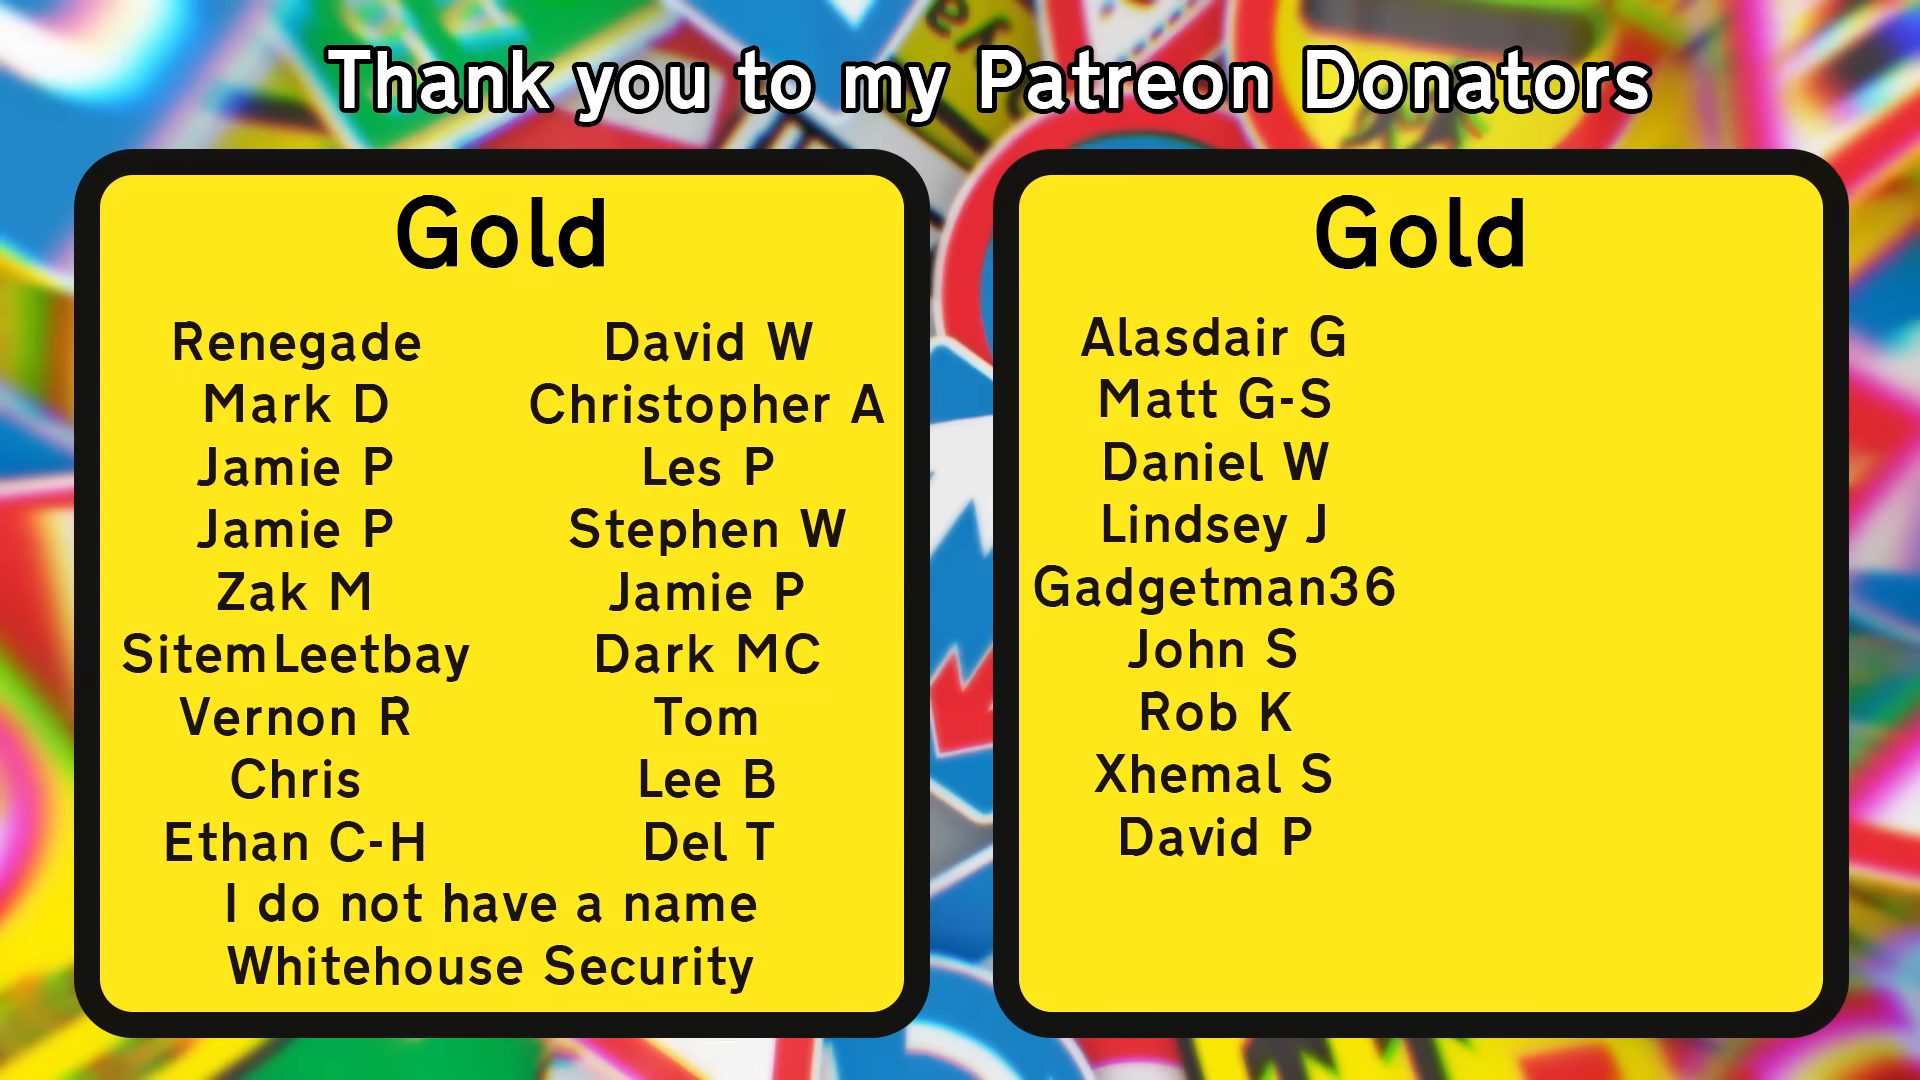 Thank you to my Patreon Donators
Gold
Renegade
Mark D
Jamie P
Jamie P
Zak M
SitemLeetbay
Vernon R
Chris
Ethan C-H
David W
Christopher A
Les P
Stephen W
Jamie P
Dark MC
Tom
Lee B
Del T
I do not have a name
Whitehouse Security
Gold
Alasdair G
Matt G-S
Daniel W
Lindsey J
Gadgetman36
John S
Rob K
Xhemal S
David P